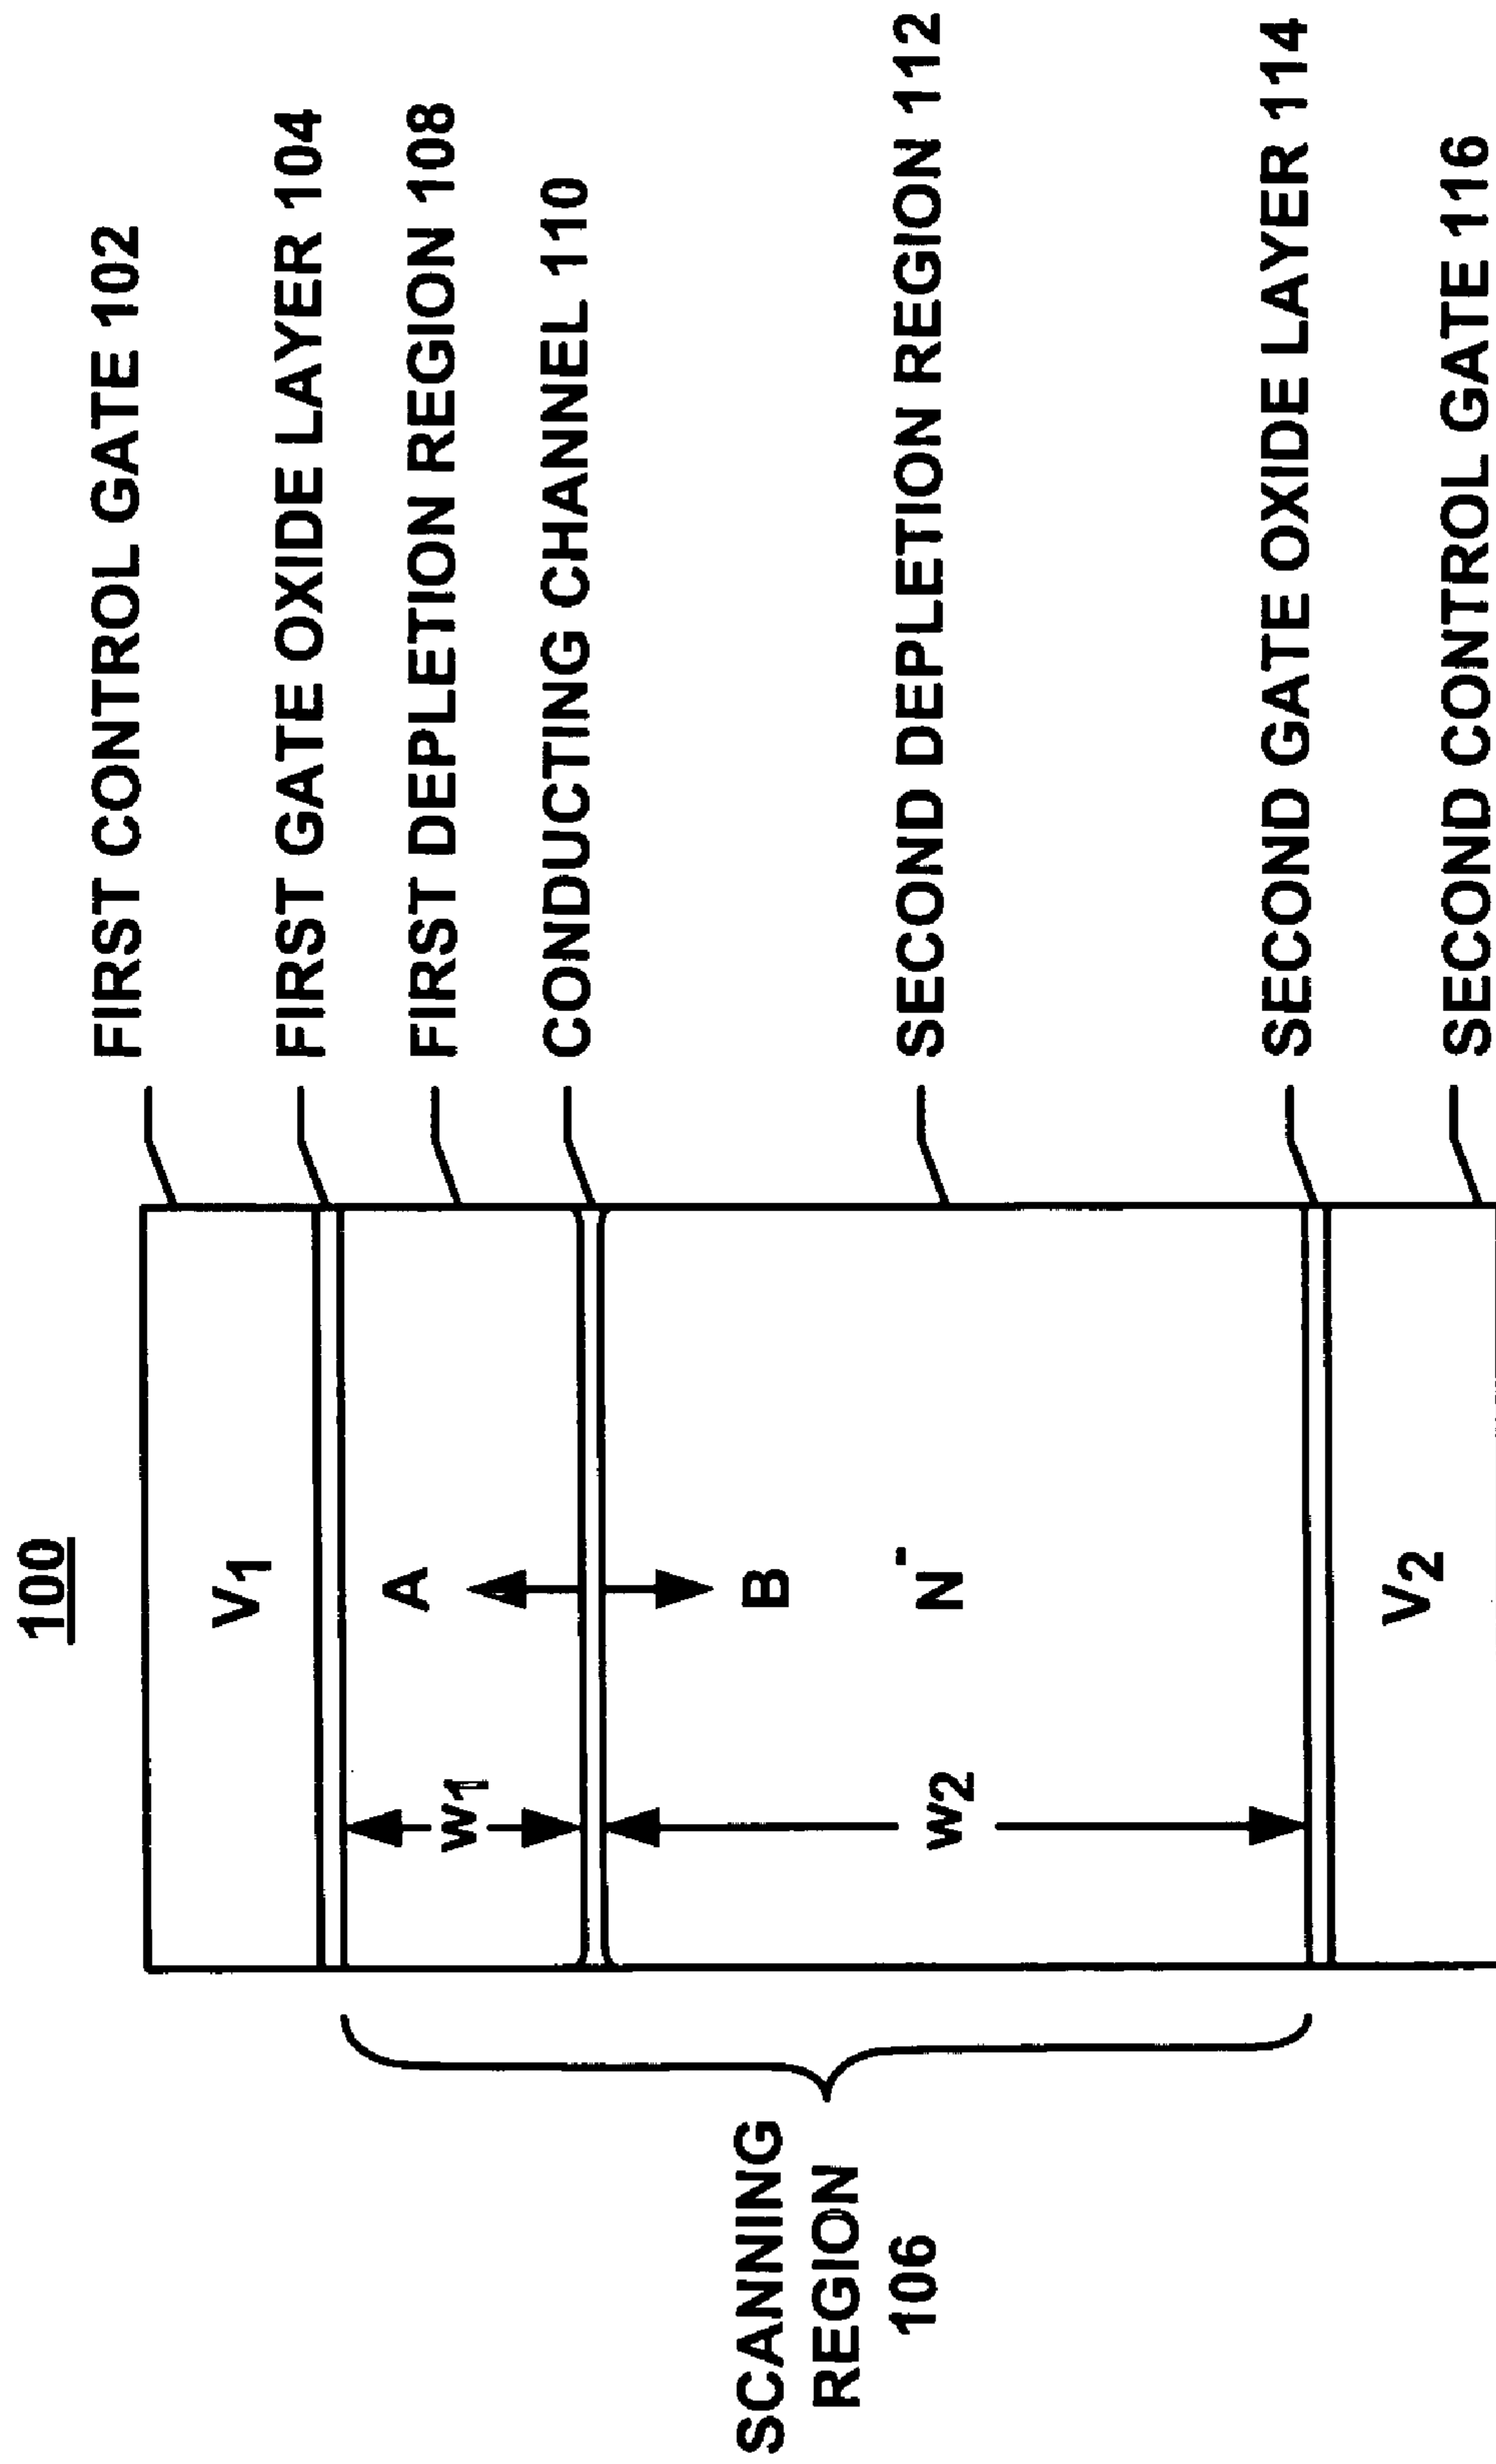 100
FIRST CONTROL GATE 102
V1
FIRST GATE OXIDE LAYER 104
A
FIRST DEPLETION REGION 108
W1
CONDUCTING CHANNEL 110
SCANNING
REGION
106
B
N-
W2
SECOND DEPLETION REGION 112
SECOND GATE OXIDE LAYER 114
V2
SECOND CONTROL GATE 116